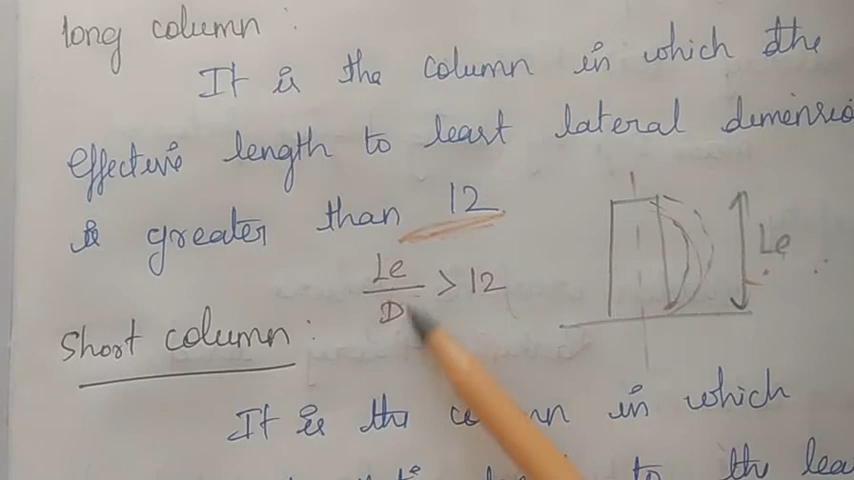 long column :
It is the column in which the
effective length to least lateral dimensio
is greater than 12
Le
D > 12
Le
Short column :
It is the column in which
to the lea